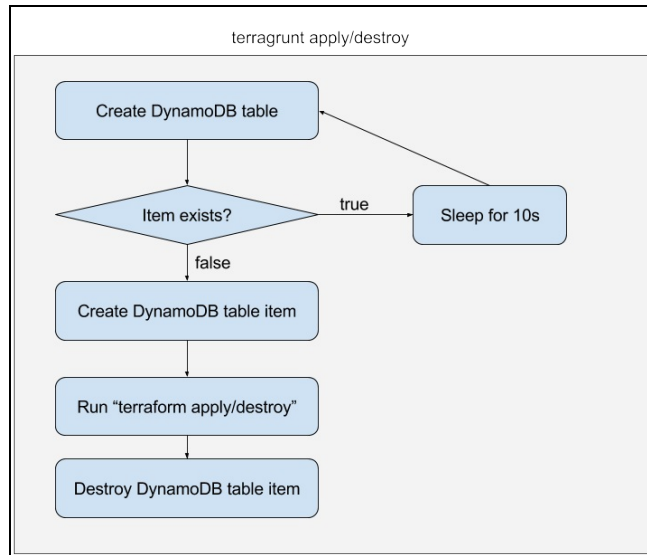 terragrunt apply/destroy
Create DynamoDB table
Item exists?
true
Sleep for 10s
false
Create DynamoDB table item
Run “terraform apply/destroy”
Destroy DynamoDB table item